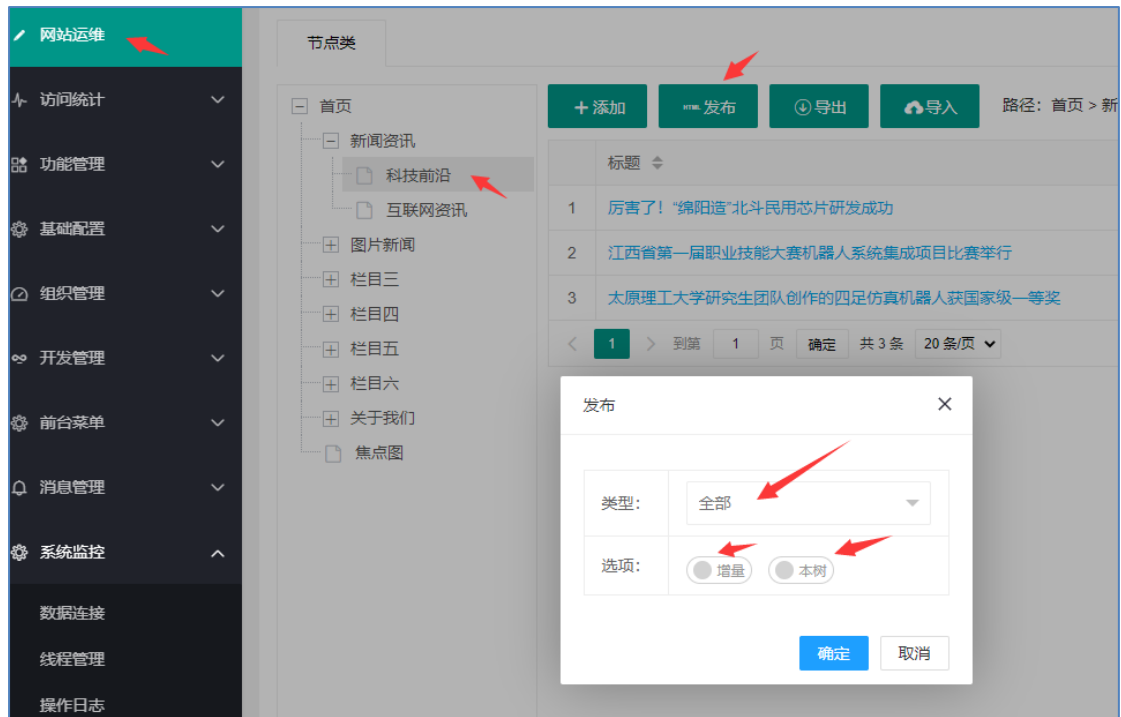 网站运维
访问统计
功能管理
基础配置
组织管理
开发管理
前台菜单
消息管理
系统监控
数据连接
线程管理
操作日志
节点类
首页
新闻资讯
科技前沿
互联网资讯
图片新闻
栏目三
栏目四
栏目五
栏目六
关于我们
焦点图
添加 HTML 发布 导出 导入 路径：首页 > 新
标题
1 厉害了！“绵阳造”北斗民用芯片研发成功
2 江西省第一届职业技能大赛机器人系统集成项目比赛举行
3 太原理工大学研究生团队创作的四足仿真机器人获国家级一等奖
1 到第 1 页 确定 共 3 条 20 条/页
发布
类型： 全部
选项： 增量 本树
确定 取消